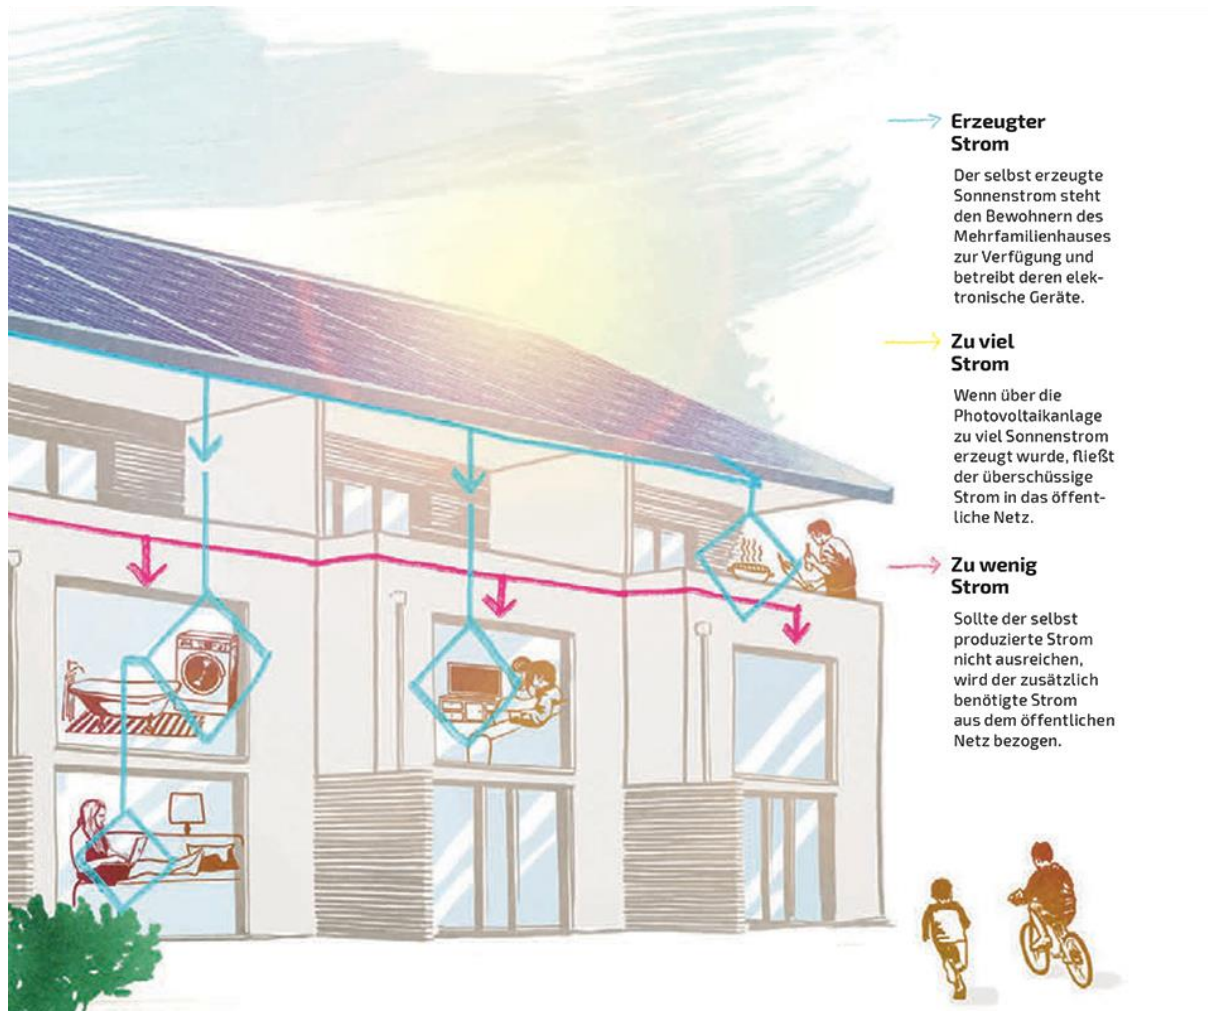 Erzeugter
Strom
Der selbst erzeugte
Sonnenstrom steht
den Bewohnern des
Mehrfamilienhauses
zur Verfügung und
betreibt deren elek-
tronische Geräte.
Zu viel
Strom
Wenn über die
Photovoltaikanlage
zu viel Sonnenstrom
erzeugt wurde, fließt
der überschüssige
Strom in das öffent-
liche Netz.
Zu wenig
Strom
Sollte der selbst
produzierte Strom
nicht ausreichen,
wird der zusätzlich
benötigte Strom
aus dem öffentlichen
Netz bezogen.